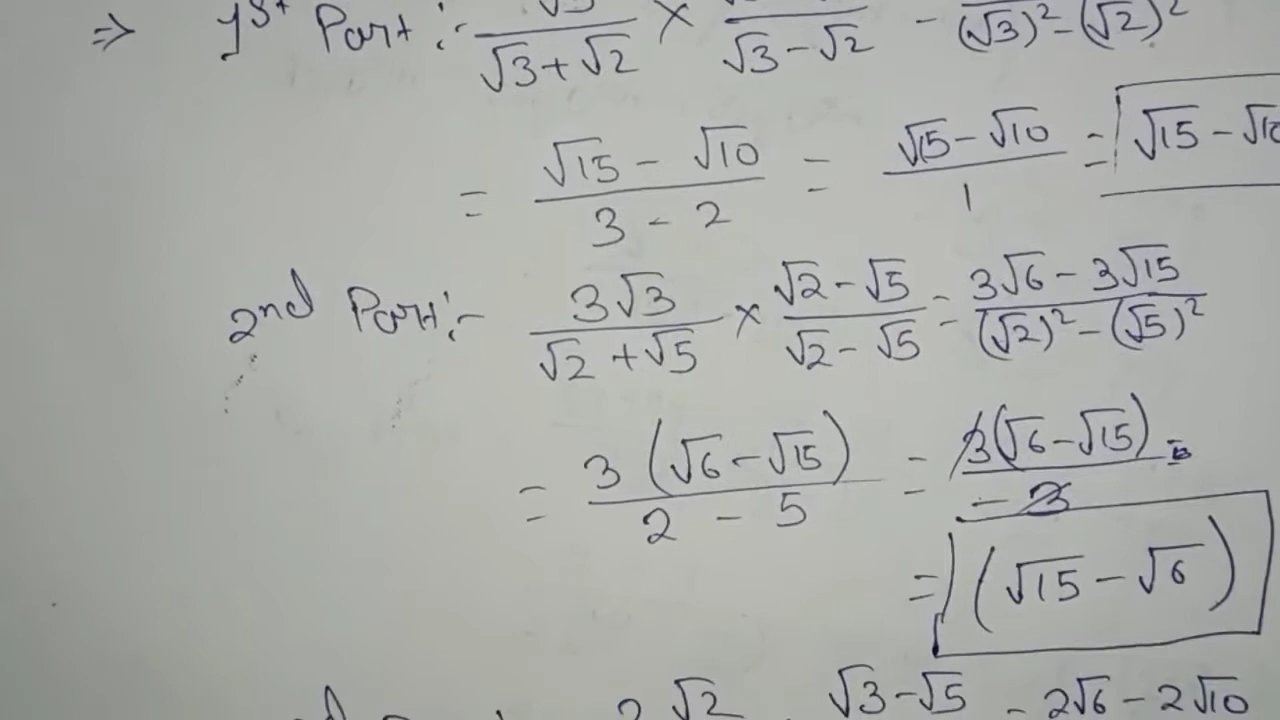 ⇒ 1st Part :- √5/(√3+√2) × /(√3-√2) = /((√3)²-(√2)²)
= (√15 - √10)/(3 - 2) = (√15-√10)/1 = √15 - √10
2nd Part :- 3√3/(√2+√5) × (√2-√5)/(√2-√5) = (3√6-3√15)/((√2)²-(√5)²)
= 3(√6-√15)/(2 - 5) = 3(√6-√15)/-3 =
= (√15-√6)
2√2 √3-√5 = 2√6-2√10